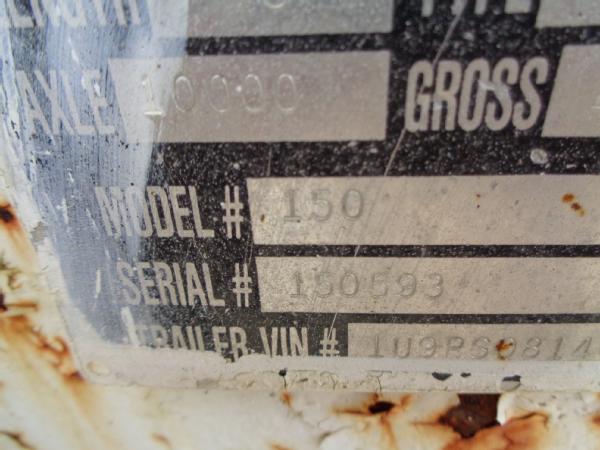 AXLE 10000 GROSS
MODEL # 150
SERIAL # 150593
TRAILER VIN # 1U9PS0814